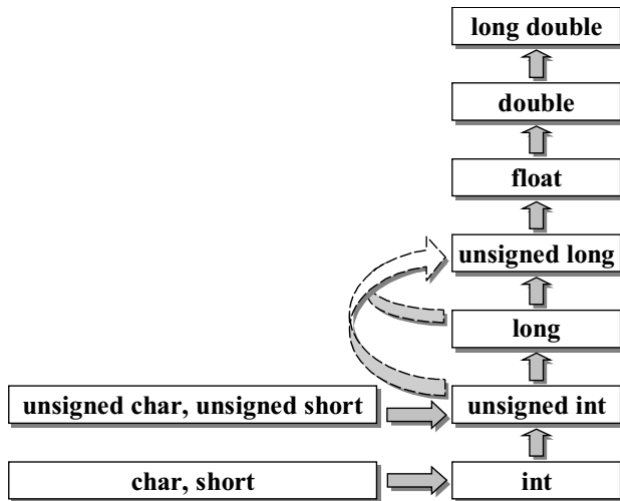 long double
double
float
unsigned long
long
unsigned char, unsigned short
unsigned int
char, short
int